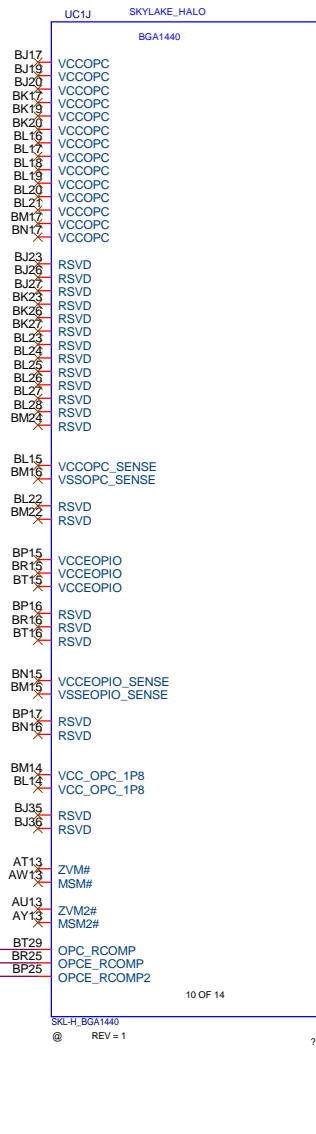 UC1J SKYLAKE_HALO
BGA1440
BJ17 VCCOPC
BJ19 VCCOPC
BJ20 VCCOPC
BK17 VCCOPC
BK19 VCCOPC
BK20 VCCOPC
BL16 VCCOPC
BL17 VCCOPC
BL18 VCCOPC
BL19 VCCOPC
BL20 VCCOPC
BL21 VCCOPC
BM17 VCCOPC
BN17 VCCOPC
BJ23 RSVD
BJ26 RSVD
BJ27 RSVD
BK23 RSVD
BK26 RSVD
BK27 RSVD
BL23 RSVD
BL24 RSVD
BL25 RSVD
BL26 RSVD
BL27 RSVD
BL28 RSVD
BM24 RSVD
BL15 VCCOPC_SENSE
BM16 VSSOPC_SENSE
BL22 RSVD
BM22 RSVD
BP15 VCCEOPIO
BR15 VCCEOPIO
BT15 VCCEOPIO
BP16 RSVD
BR16 RSVD
BT16 RSVD
BN15 VCCEOPIO_SENSE
BM15 VSSEOPIO_SENSE
BP17 RSVD
BN16 RSVD
BM14 VCC_OPC_1P8
BL14 VCC_OPC_1P8
BJ35 RSVD
BJ36 RSVD
AT13 ZVM#
AW13 MSM#
AU13 ZVM2#
AY13 MSM2#
BT29 OPC_RCOMP
BR25 OPCE_RCOMP
BP25 OPCE_RCOMP2
10 OF 14
SKL-H_BGA1440
@ REV = 1 ?